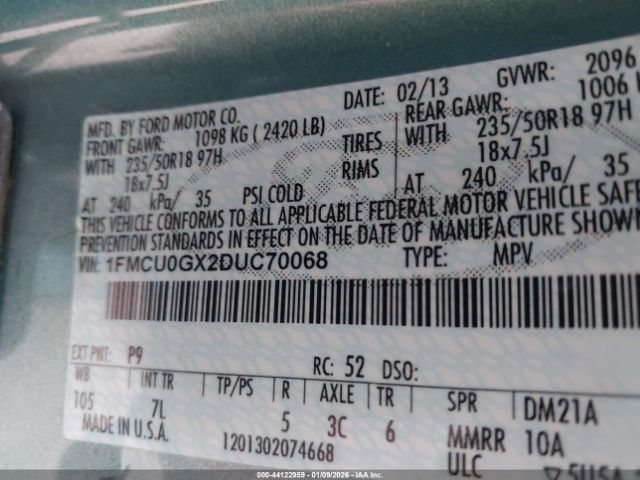 MFD. BY FORD MOTOR CO.
DATE: 02/13
GVWR: 2096
FRONT GAWR: 1098 KG ( 2420 LB)
REAR GAWR: 1006
WITH 235/50R18 97H
TIRES
WITH 235/50R18 97H
18x7.5J
RIMS
18x7.5J
AT 240 kPa/ 35 PSI COLD
AT 240 kPa/ 35
THIS VEHICLE CONFORMS TO ALL APPLICABLE FEDERAL MOTOR VEHICLE SAFE
PREVENTION STANDARDS IN EFFECT ON THE DATE OF MANUFACTURE SHOWN
VIN: 1FMCU0GX2DUC70068
TYPE: MPV
EXT PNT: P9
RC: 52 DSO:
WB INT TR TP/PS R AXLE TR SPR DM21A
105 7L 5 3C 6 MMRR 10A
MADE IN U.S.A. 1201302074668 ULC
000-44122959 - 01/09/2026 - COPYRIGHT IAA, LLC